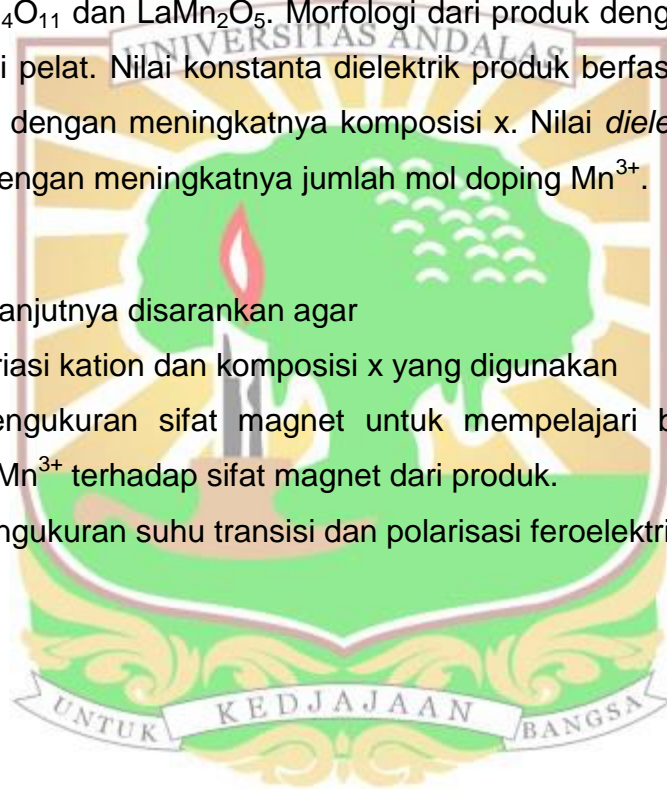 ₄O₁₁ dan LaMn₂O₅. Morfologi dari produk deng
UNIVERSITAS ANDALAS
i pelat. Nilai konstanta dielektrik produk berfas
dengan meningkatnya komposisi x. Nilai diele
engan meningkatnya jumlah mol doping Mn³⁺.
anjutnya disarankan agar
riasi kation dan komposisi x yang digunakan
engukuran sifat magnet untuk mempelajari b
Mn³⁺ terhadap sifat magnet dari produk.
ngukuran suhu transisi dan polarisasi feroelektri
UNTUK KEDJAJAAN BANGSA